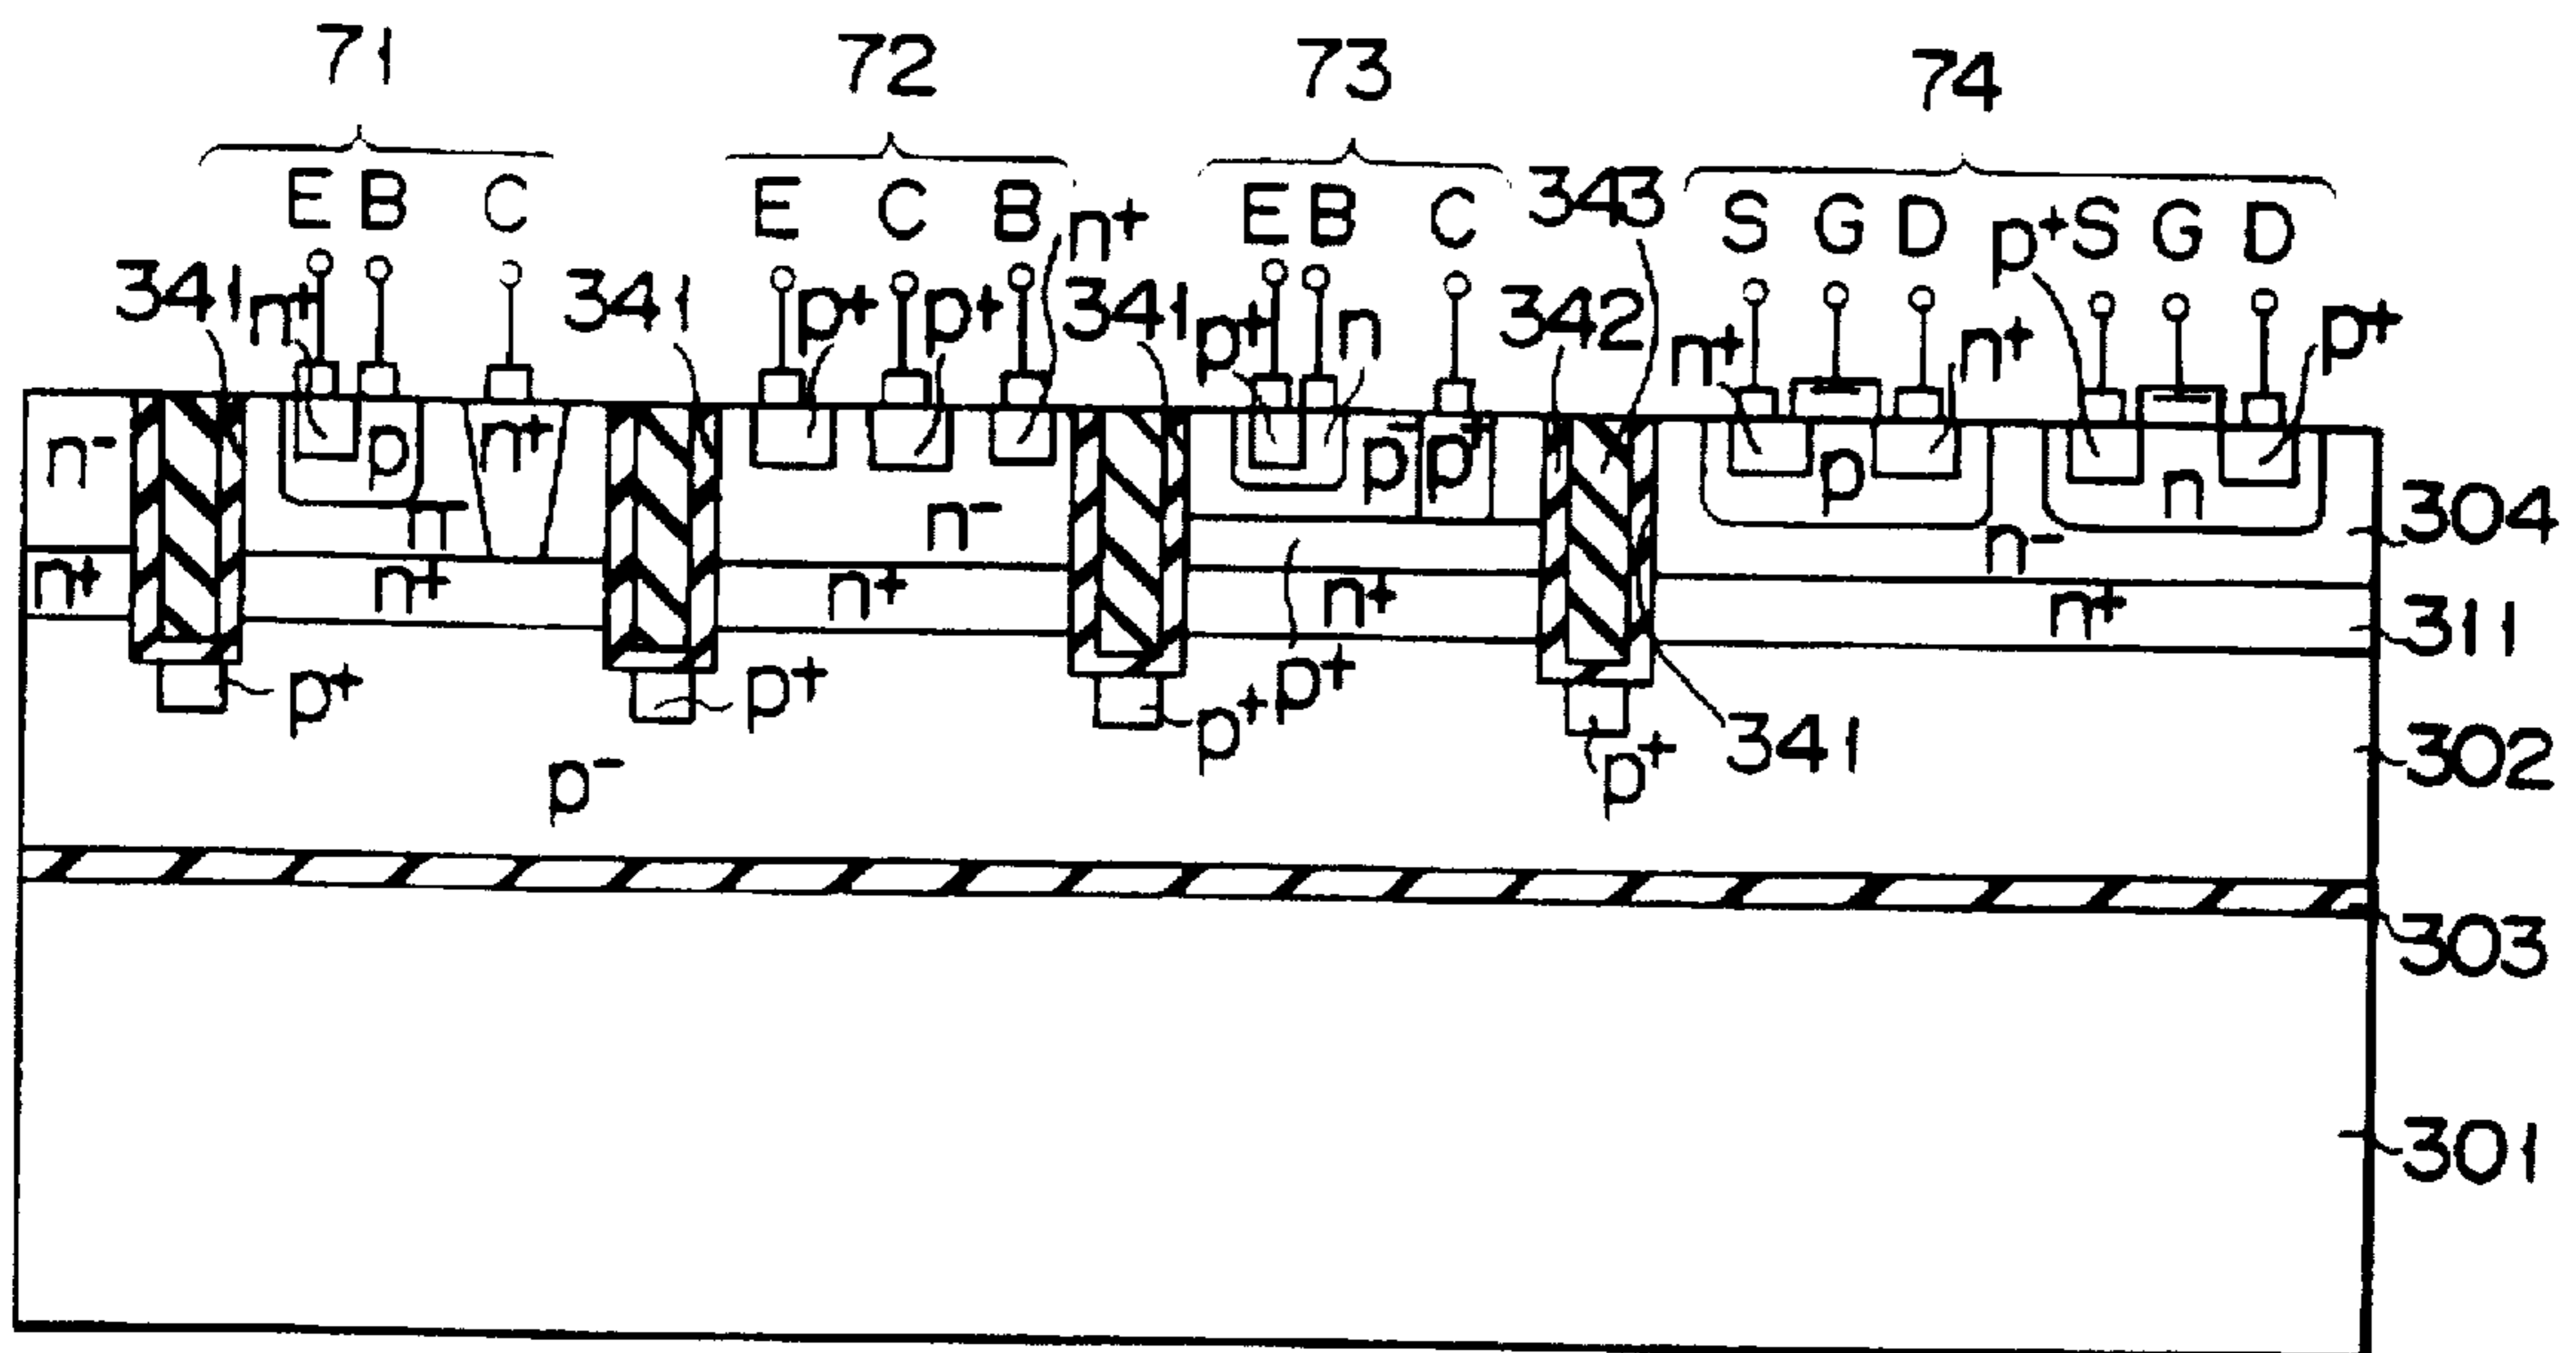 71 72 73 74
E B C E C B n+ E B C 343 S G D p+ S G D
341 n+ 341 p+ p+ 341 p+ n 342 n+ n+ p+
n- p n+ p- p+ p n
n- n- n- 304
n+ n+ n+ n+ n+ 311
p+ p+ p+ p+ p+ 341 302
p-
303
301